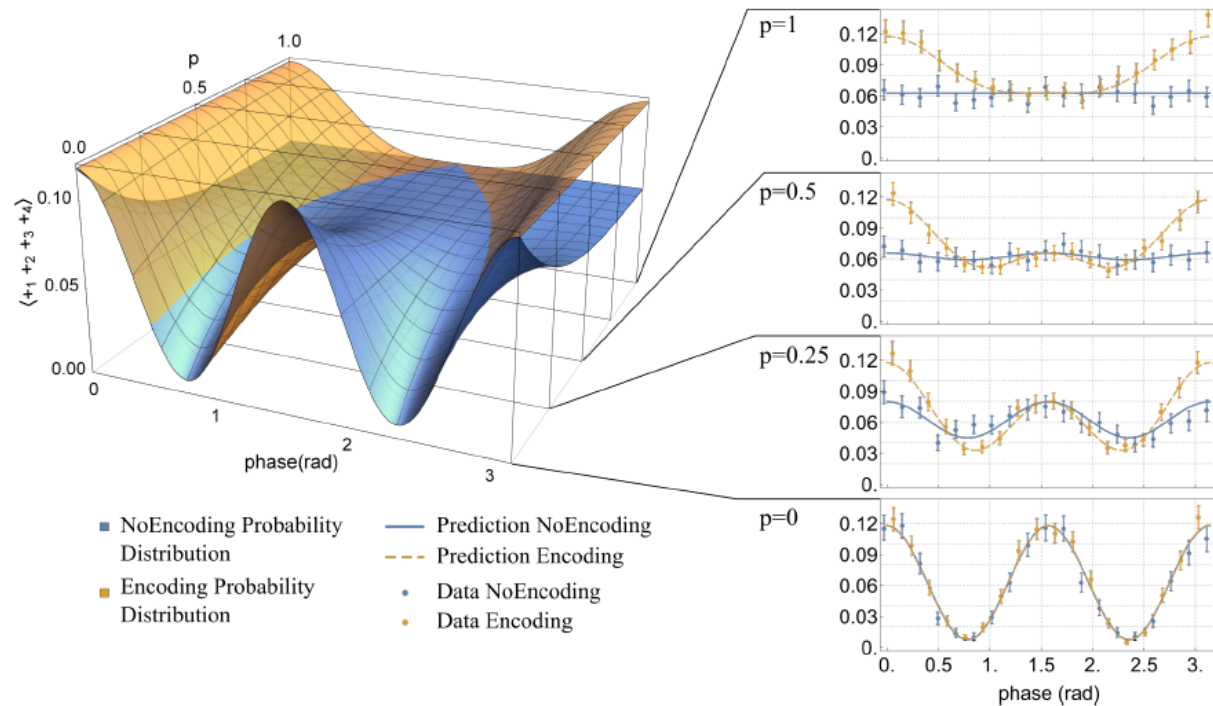 p=1
0.12
0.09
0.06
0.03
0.
p
1.0
0.5
0.0
⟨+₁ +₂ +₃ +₄⟩
0.10
0.05
0.00
0
1
2
3
phase(rad)
p=0.5
0.12
0.09
0.06
0.03
0.
p=0.25
0.12
0.09
0.06
0.03
0.
p=0
0.12
0.09
0.06
0.03
0.
0. 0.5 1. 1.5 2. 2.5 3.
phase (rad)
NoEncoding Probability
Distribution
Encoding Probability
Distribution
Prediction NoEncoding
Prediction Encoding
Data NoEncoding
Data Encoding